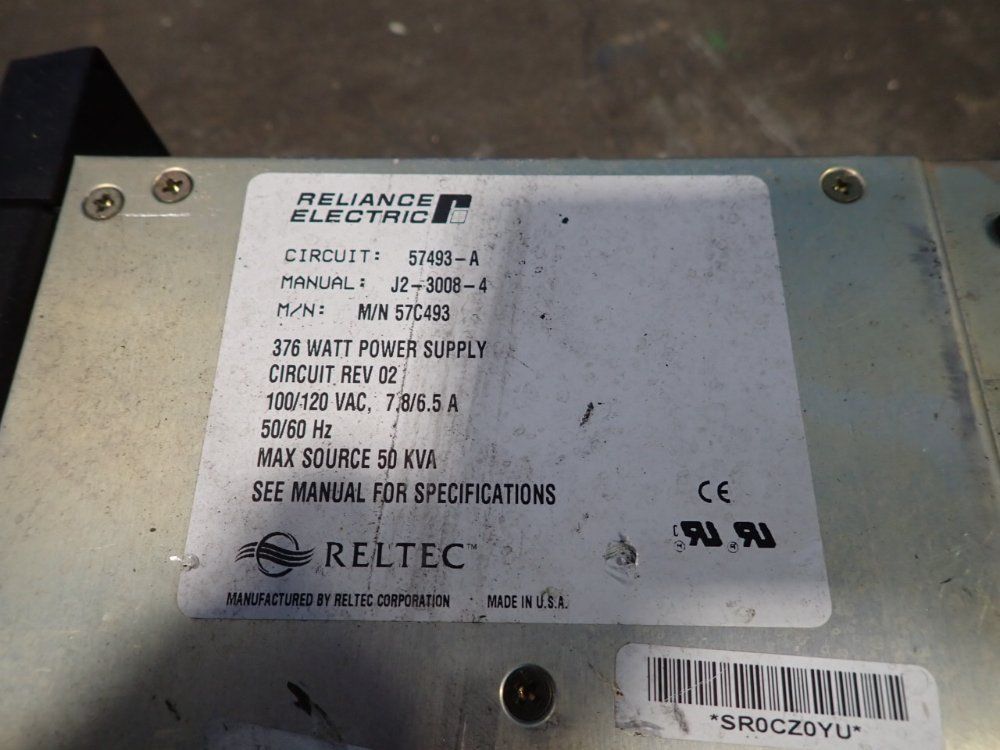 RELIANCE
ELECTRIC
CIRCUIT: 57493-A
MANUAL: J2-3008-4
M/N: M/N 57C493
376 WATT POWER SUPPLY
CIRCUIT REV 02
100/120 VAC, 7.8/6.5 A
50/60 Hz
MAX SOURCE 50 KVA
SEE MANUAL FOR SPECIFICATIONS
CE
RELTEC™
MANUFACTURED BY RELTEC CORPORATION MADE IN U.S.A.
*SR0CZ0YU*